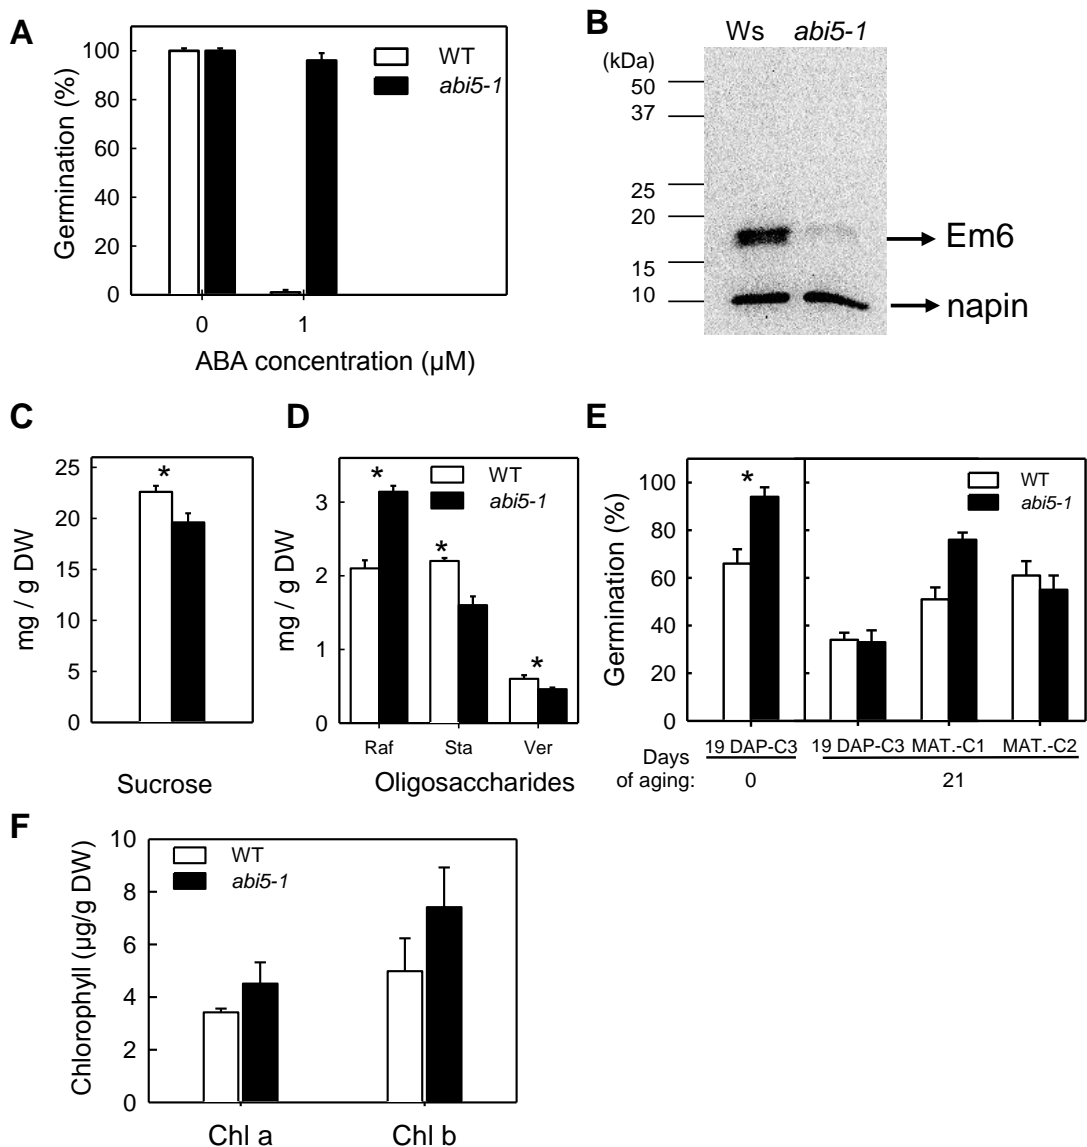 A
Germination (%)
100
80
60
40
20
0
WT
abi5-1
0
1
ABA concentration (µM)
B
Ws
abi5-1
(kDa)
50
37
25
20
15
10
Em6
napin
C
mg / g DW
25
20
15
10
5
0
*
Sucrose
D
mg / g DW
3
2
1
0
*
*
*
WT
abi5-1
Raf
Sta
Ver
Oligosaccharides
E
Germination (%)
100
80
60
40
20
0
*
WT
abi5-1
19 DAP-C3
19 DAP-C3
MAT.-C1
MAT.-C2
Days
of aging:
0
21
F
Chlorophyll (µg/g DW)
10
8
6
4
2
0
WT
abi5-1
Chl a
Chl b